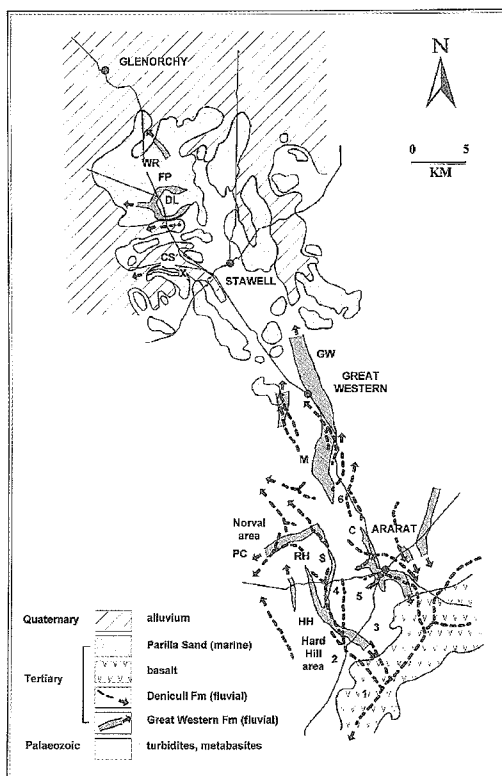 GLENORCHY
N
0 5
KM
WR
FP
DL
CS
X
STAWELL
GW
GREAT
WESTERN
M
6
Norval
area
C
ARARAT
PC
RH
S
4
5
HH
3
Hard
Hill
area
2
1
Quaternary alluvium
Parilla Sand (marine)
Tertiary basalt
Denicull Fm (fluvial)
Great Western Fm (fluvial)
Palaeozoic turbidites, metabasites